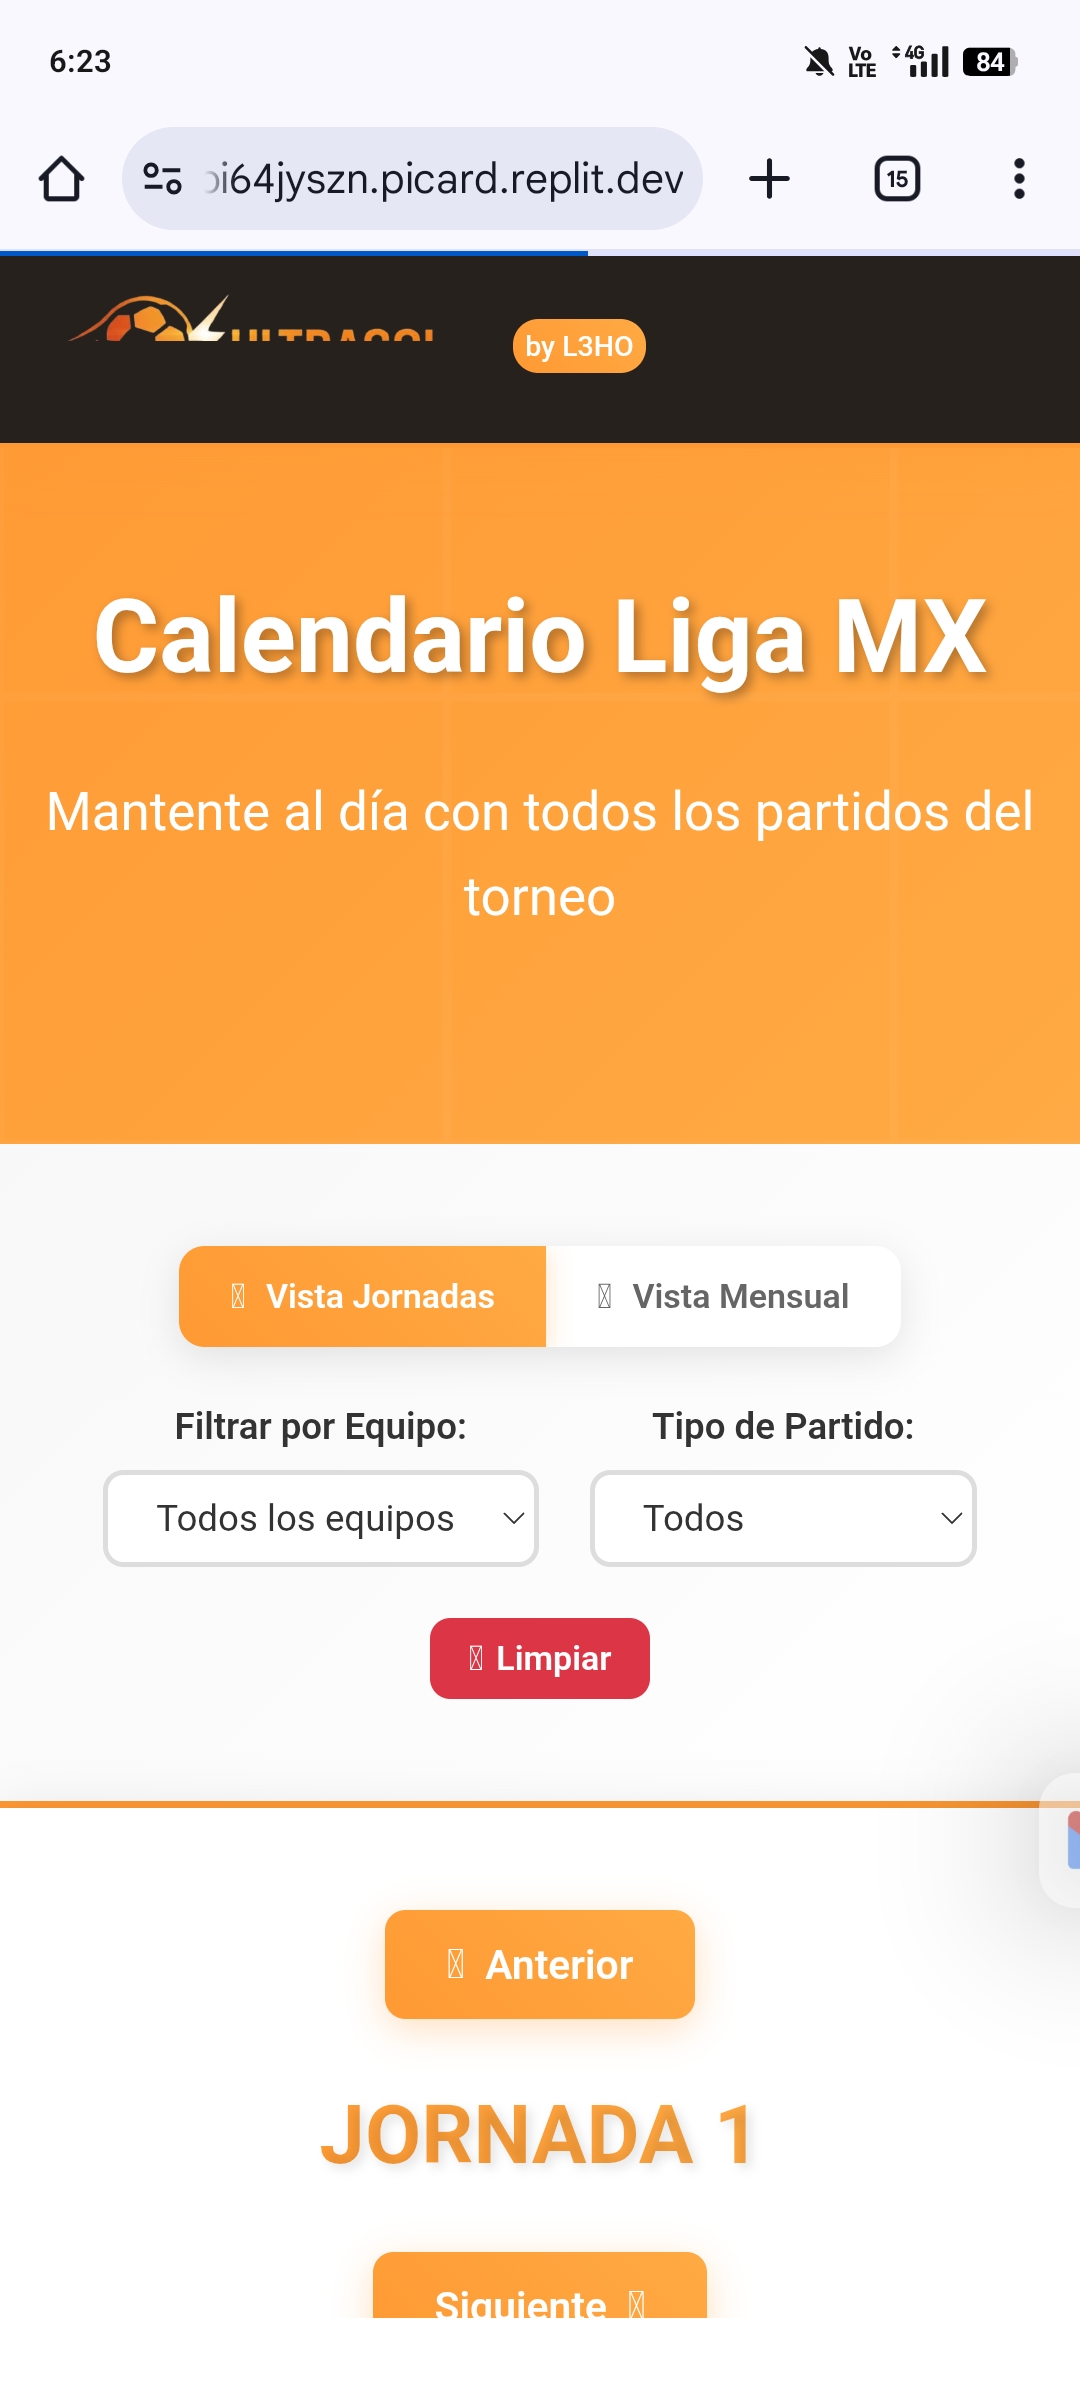 6:23
Vo
LTE
4G
84
i64jyszn.picard.replit.dev
15
by L3HO
Calendario Liga MX
Mantente al día con todos los partidos del
torneo
Vista Jornadas
Vista Mensual
Filtrar por Equipo:
Tipo de Partido:
Todos los equipos
Todos
Limpiar
Anterior
JORNADA 1
Siguiente